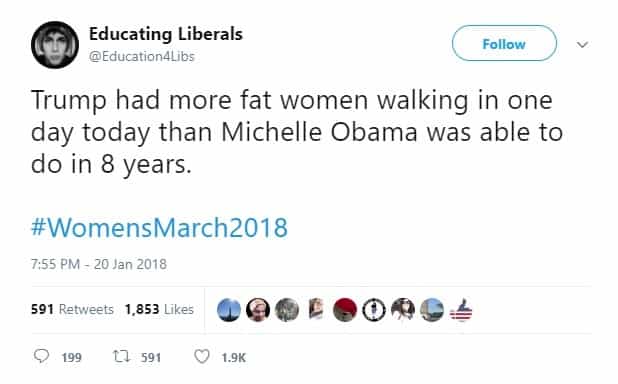 Educating Liberals
@Education4Libs
Follow
Trump had more fat women walking in one
day today than Michelle Obama was able to
do in 8 years.
#WomensMarch2018
7:55 PM - 20 Jan 2018
591 Retweets 1,853 Likes
199 591 1.9K